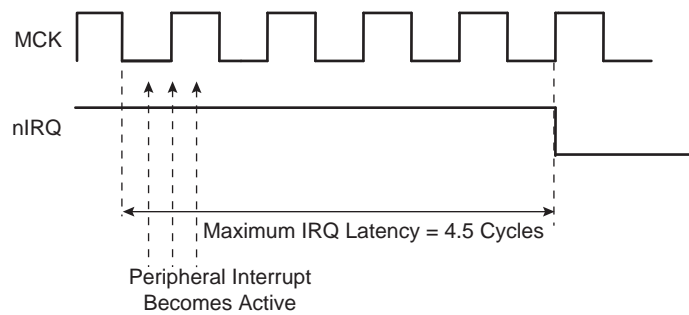 MCK
nIRQ
Maximum IRQ Latency = 4.5 Cycles
Peripheral Interrupt
Becomes Active